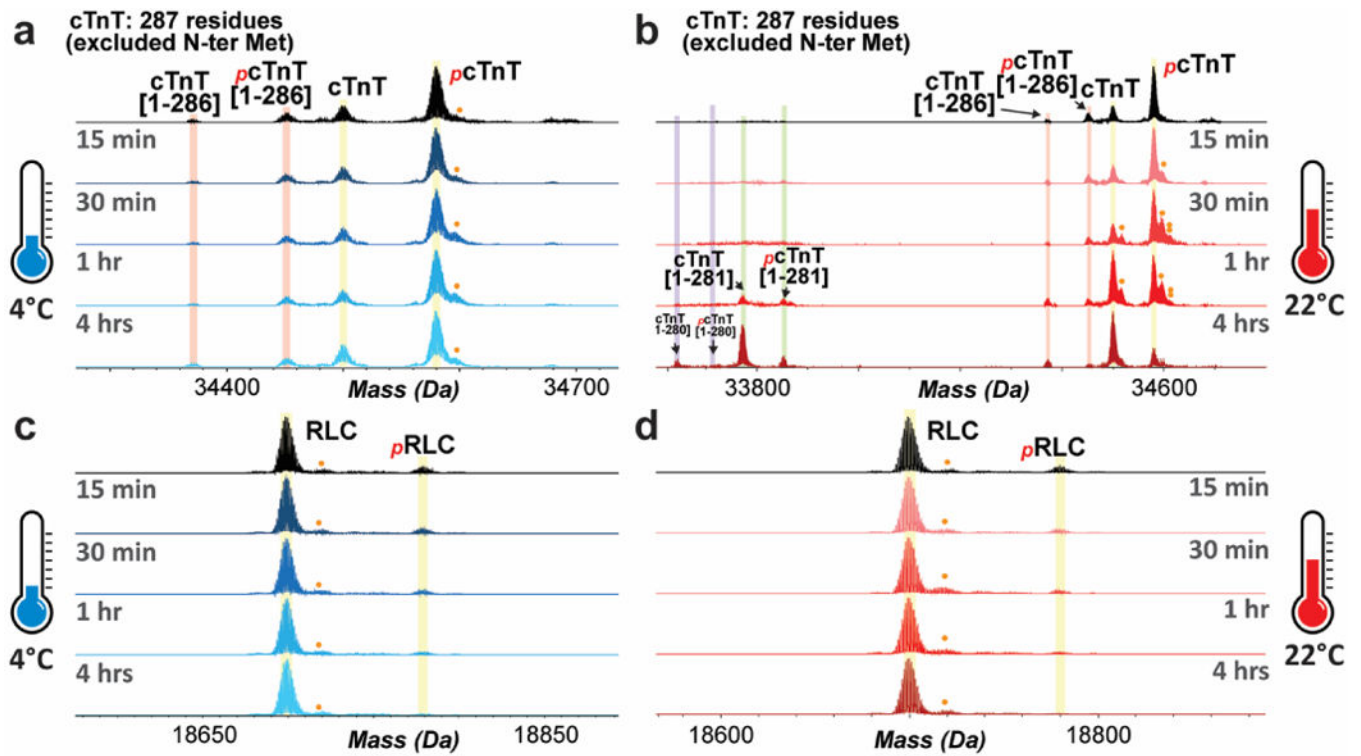 a
cTnT: 287 residues
(excluded N-ter Met)
cTnT
[1-286]
pcTnT
[1-286]
cTnT
pcTnT
15 min
30 min
1 hr
4 hrs
4°C
34400
Mass (Da)
34700
b
cTnT: 287 residues
(excluded N-ter Met)
cTnT
[1-286]
pcTnT
[1-286]
cTnT
pcTnT
15 min
30 min
1 hr
4 hrs
cTnT
[1-281]
pcTnT
[1-281]
cTnT
1-280]
pcTnT
[1-280]
22°C
33800
Mass (Da)
34600
c
RLC
pRLC
15 min
30 min
1 hr
4 hrs
4°C
18650
Mass (Da)
18850
d
RLC
pRLC
15 min
30 min
1 hr
4 hrs
22°C
18600
Mass (Da)
18800